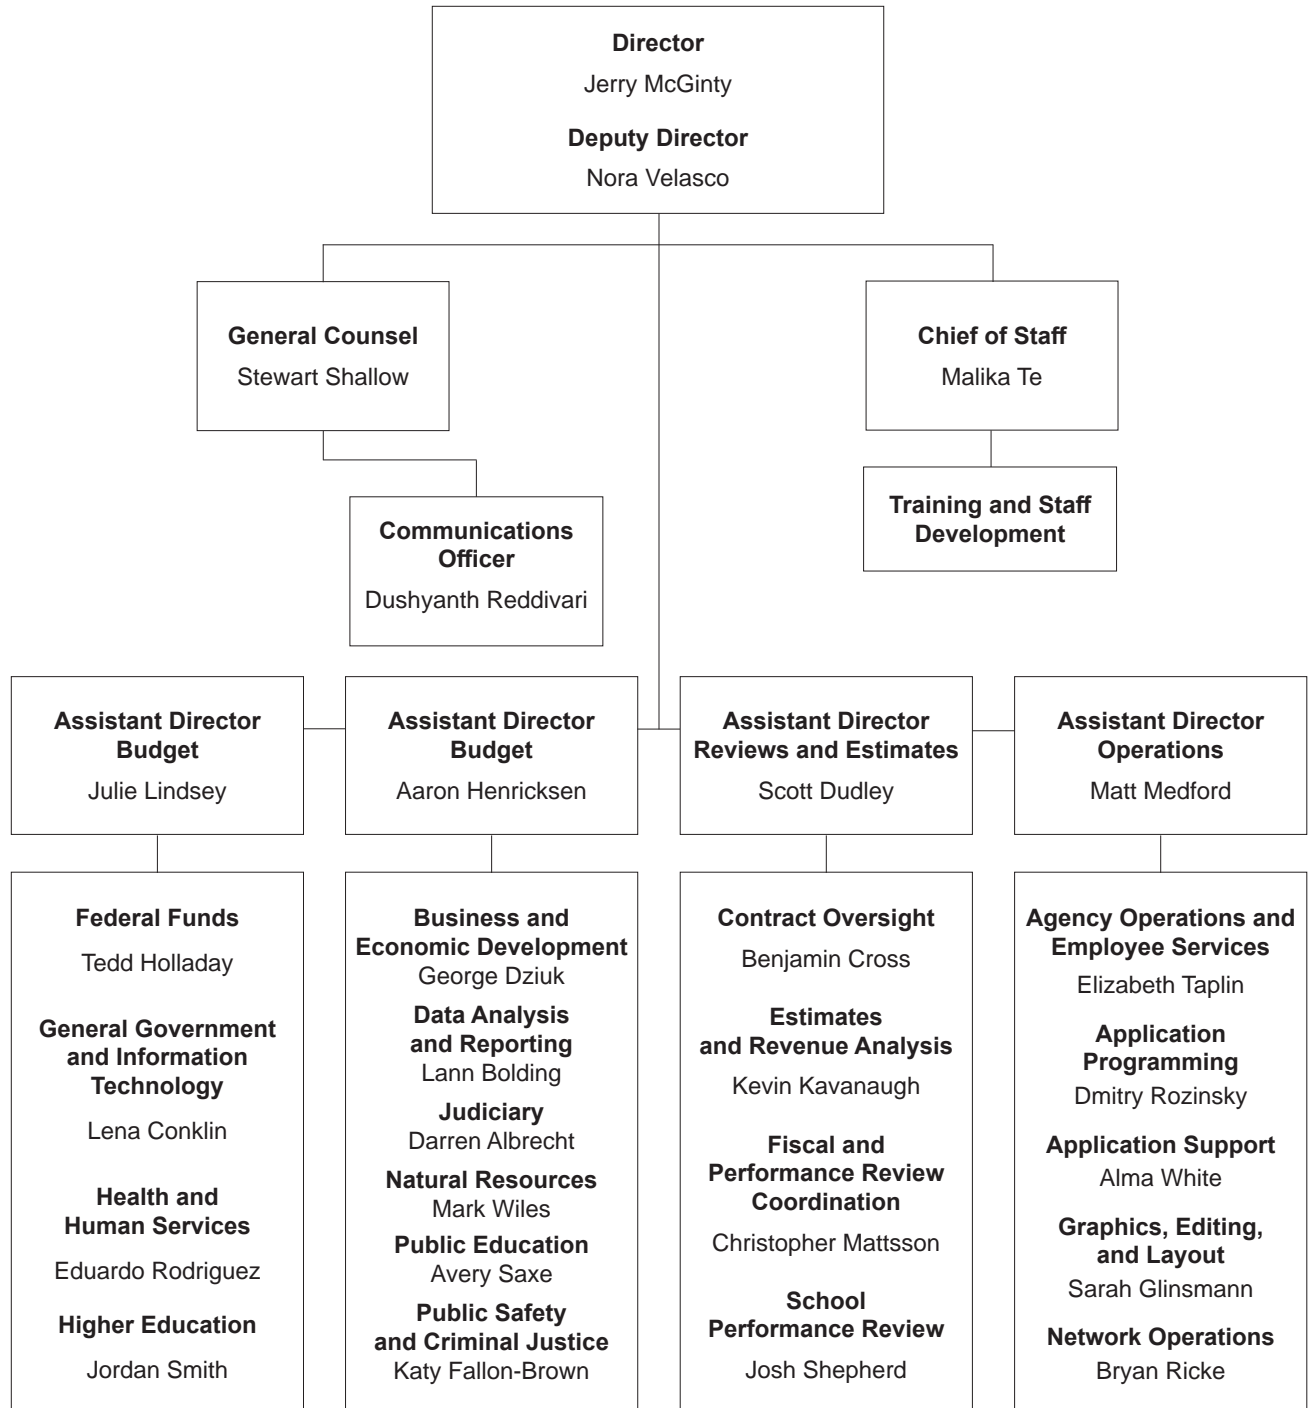 Director
Jerry McGinty
Deputy Director
Nora Velasco
General Counsel
Stewart Shallow
Chief of Staff
Malika Te
Communications
Officer
Dushyanth Reddivari
Training and Staff
Development
Assistant Director
Budget
Julie Lindsey
Assistant Director
Budget
Aaron Henricksen
Assistant Director
Reviews and Estimates
Scott Dudley
Assistant Director
Operations
Matt Medford
Federal Funds
Tedd Holladay
General Government
and Information
Technology
Lena Conklin
Health and
Human Services
Eduardo Rodriguez
Higher Education
Jordan Smith
Business and
Economic Development
George Dziuk
Data Analysis
and Reporting
Lann Bolding
Judiciary
Darren Albrecht
Natural Resources
Mark Wiles
Public Education
Avery Saxe
Public Safety
and Criminal Justice
Katy Fallon-Brown
Contract Oversight
Benjamin Cross
Estimates
and Revenue Analysis
Kevin Kavanaugh
Fiscal and
Performance Review
Coordination
Christopher Mattsson
School
Performance Review
Josh Shepherd
Agency Operations and
Employee Services
Elizabeth Taplin
Application
Programming
Dmitry Rozinsky
Application Support
Alma White
Graphics, Editing,
and Layout
Sarah Glinsmann
Network Operations
Bryan Ricke